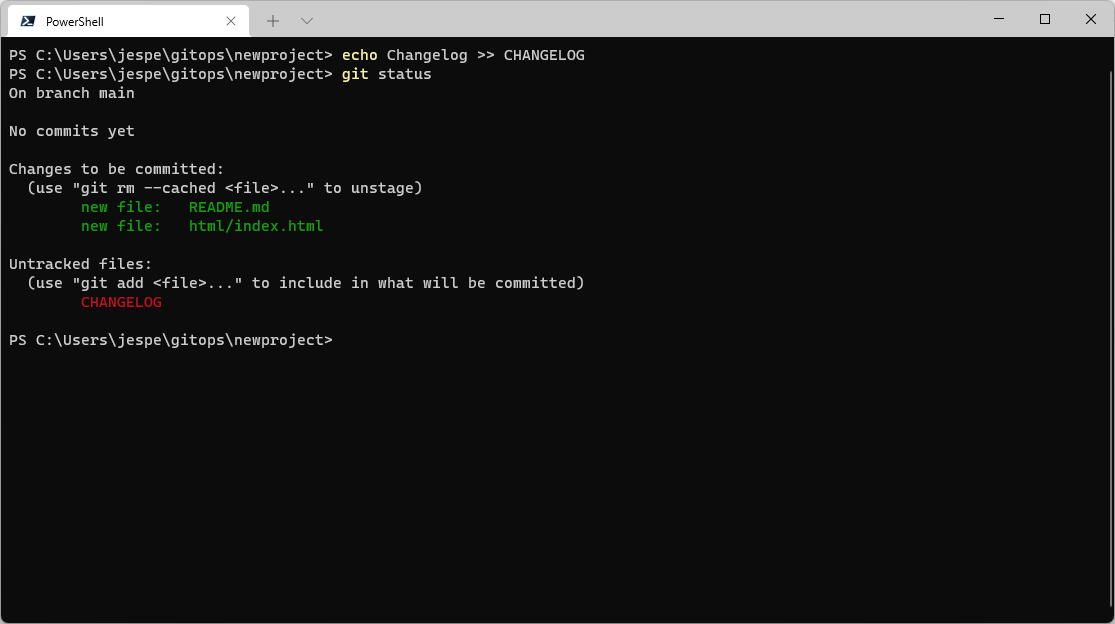 PowerShell
PS C:\Users\jespe\gitops\newproject> echo Changelog >> CHANGELOG
PS C:\Users\jespe\gitops\newproject> git status
On branch main
No commits yet
Changes to be committed:
  (use "git rm --cached <file>..." to unstage)
        new file:   README.md
        new file:   html/index.html
Untracked files:
  (use "git add <file>..." to include in what will be committed)
        CHANGELOG
PS C:\Users\jespe\gitops\newproject>